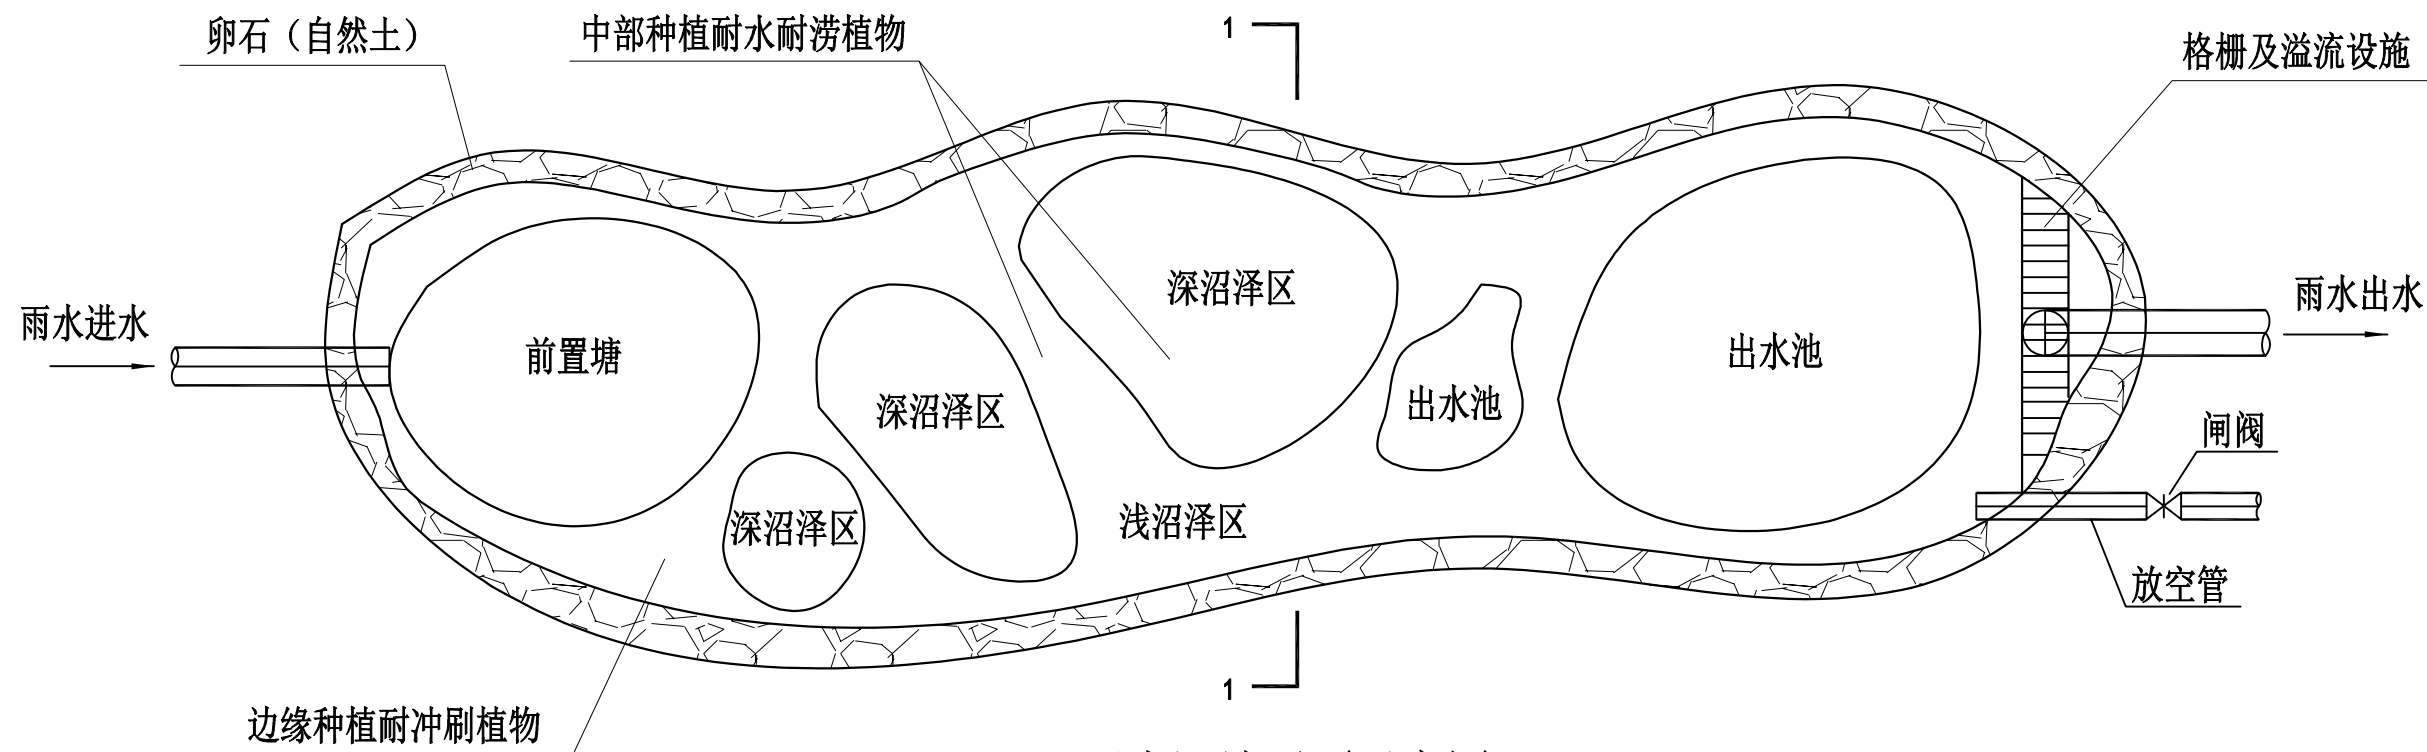 卵石（自然土）
中部种植耐水耐涝植物
1
格栅及溢流设施
雨水进水
前置塘
深沼泽区
深沼泽区
深沼泽区
浅沼泽区
出水池
出水池
雨水出水
闸阀
放空管
1
边缘种植耐冲刷植物